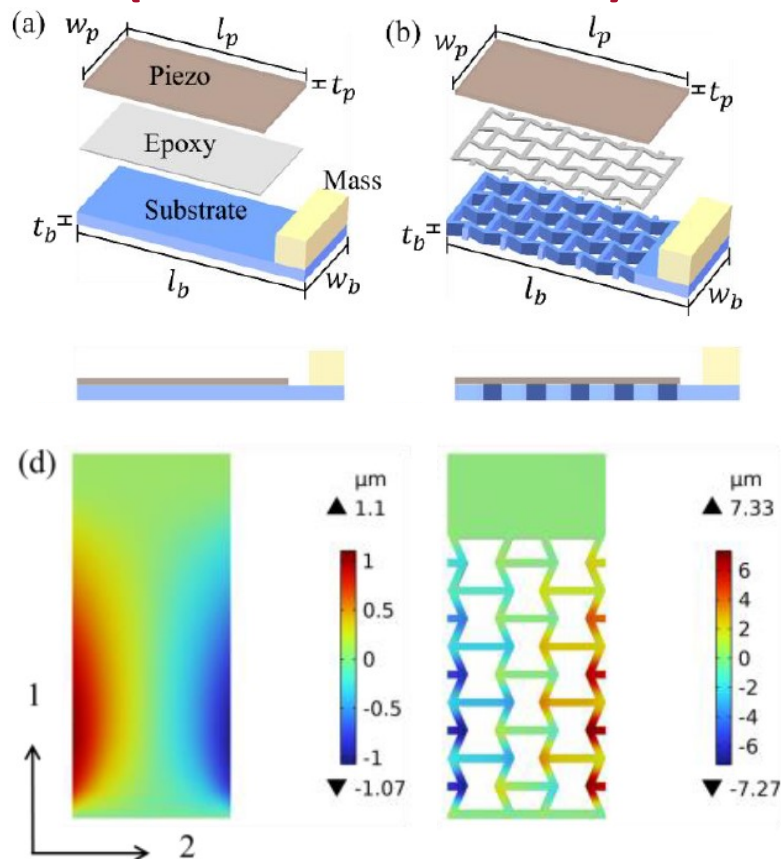 (a)
w_p
l_p
t_p
Piezo
Epoxy
Mass
Substrate
t_b
l_b
w_b
(b)
w_p
l_p
t_p
t_b
l_b
w_b
(d)
1
2
μm
▲ 1.1
1
0.5
0
-0.5
-1
▼ -1.07
μm
▲ 7.33
6
4
2
0
-2
-4
-6
▼ -7.27